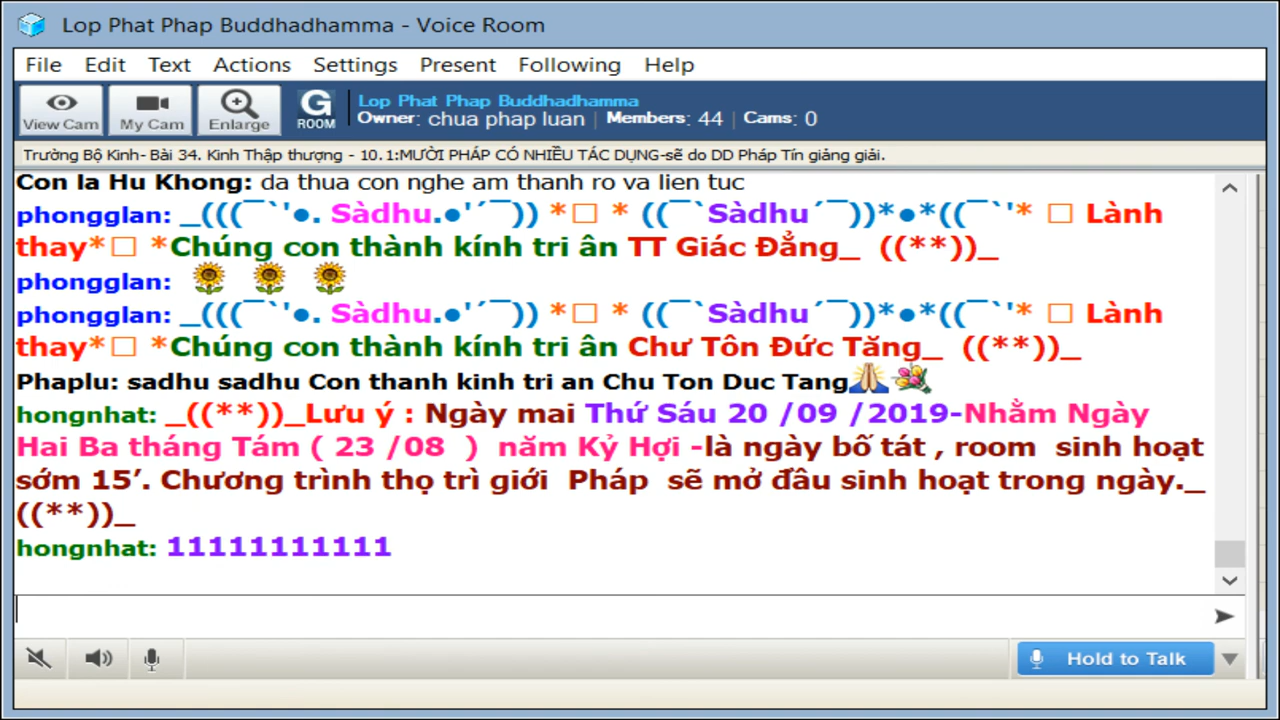 Lop Phat Phap Buddhadhamma - Voice Room
File Edit Text Actions Settings Present Following Help
View Cam My Cam Enlarge G ROOM
Lop Phat Phap Buddhadhamma
Owner: chua phap luan | Members: 44 | Cams: 0
Trường Bộ Kinh- Bài 34. Kinh Thập thượng - 10.1:MƯỜI PHÁP CÓ NHIỀU TÁC DỤNG-sẽ do DD Pháp Tín giảng giải.
Con la Hu Khong: da thua con nghe am thanh ro va lien tuc
phongglan: _(((¯`'●. Sàdhu.●'´¯)) *□ * ((¯`Sàdhu´¯))*●*((¯`'* □ Lành
thay*□ *Chúng con thành kính tri ân TT Giác Đẳng_ ((**))_
phongglan: 🌻 🌻 🌻
phongglan: _(((¯`'●. Sàdhu.●'´¯)) *□ * ((¯`Sàdhu´¯))*●*((¯`'* □ Lành
thay*□ *Chúng con thành kính tri ân Chư Tôn Đức Tăng_ ((**))_
Phaplu: sadhu sadhu Con thanh kinh tri an Chu Ton Duc Tang🙏💐
hongnhat: _((**))_Lưu ý : Ngày mai Thứ Sáu 20 /09 /2019-Nhằm Ngày
Hai Ba tháng Tám ( 23 /08 ) năm Kỷ Hợi -là ngày bố tát , room sinh hoạt
sớm 15’. Chương trình thọ trì giới Pháp sẽ mở đầu sinh hoạt trong ngày._
((**))_
hongnhat: 11111111111
Hold to Talk